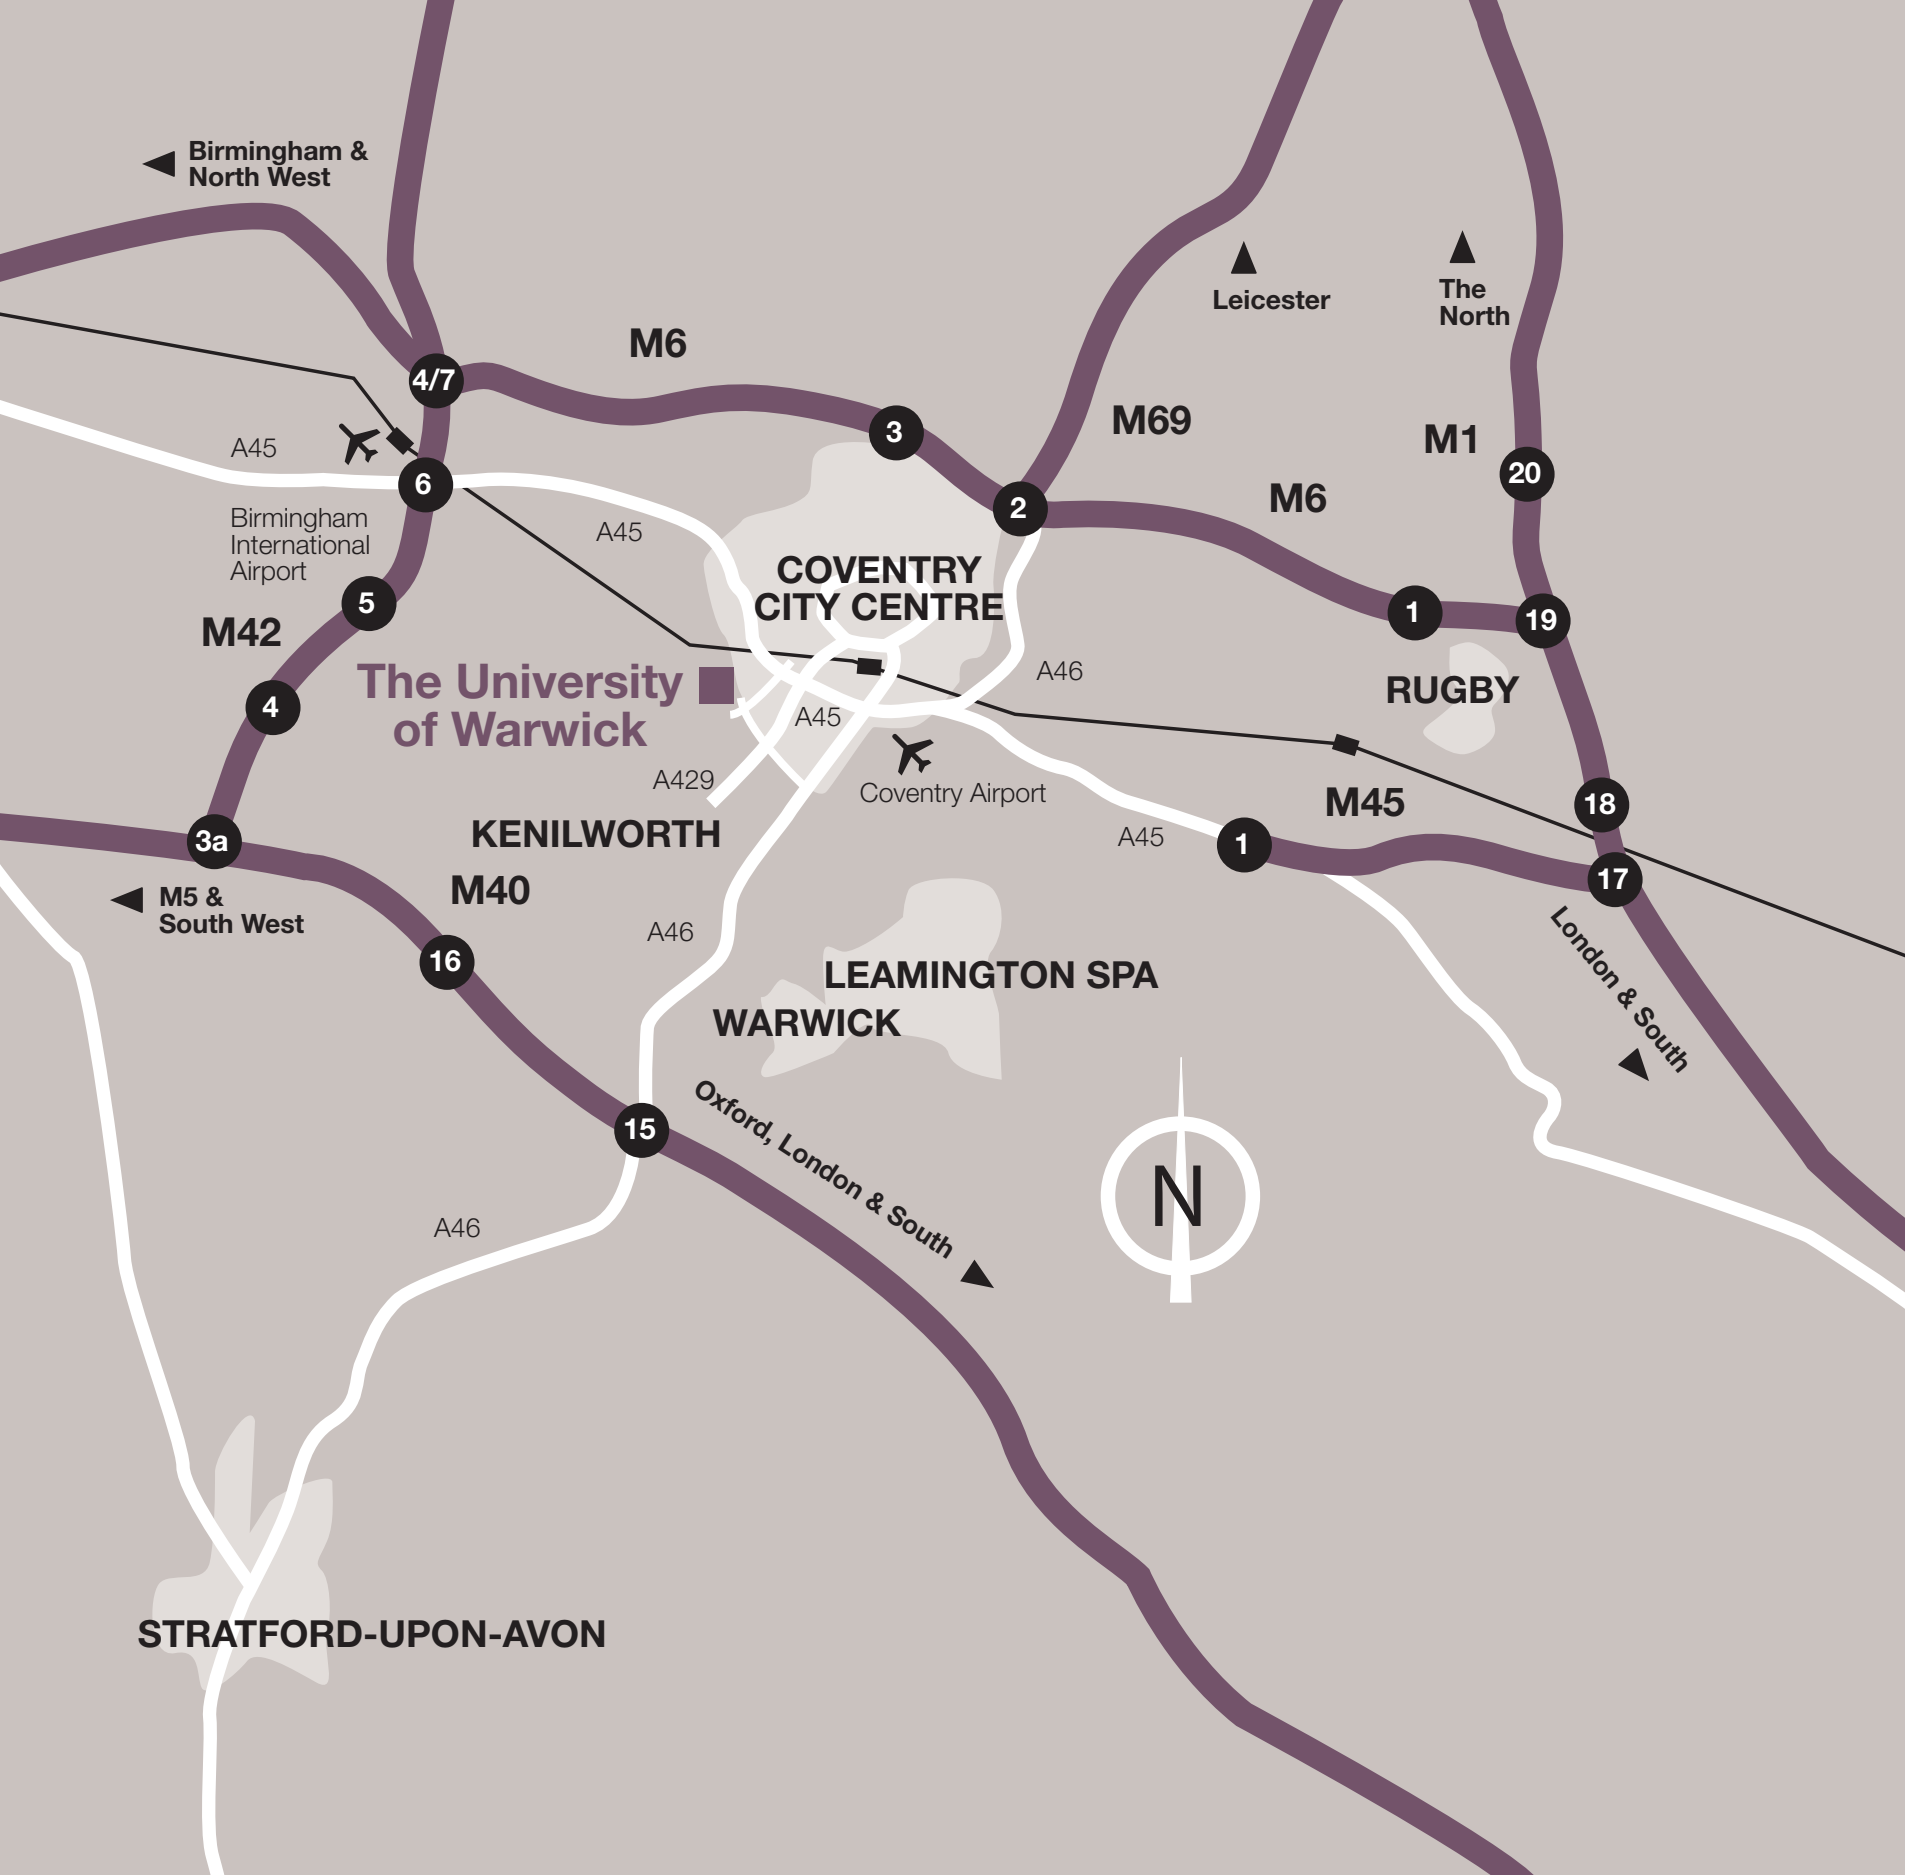 Birmingham &
North West
Leicester
The
North
M6
4/7
M69
M1
3
A45
20
6
M6
2
Birmingham
International
Airport
A45
COVENTRY
CITY CENTRE
5
1
19
M42
The University
of Warwick
A46
RUGBY
4
A45
A429
Coventry Airport
M45
18
KENILWORTH
3a
A45
1
M40
17
M5 &
South West
A46
16
London & South
LEAMINGTON SPA
WARWICK
Oxford, London & South
15
N
A46
STRATFORD-UPON-AVON